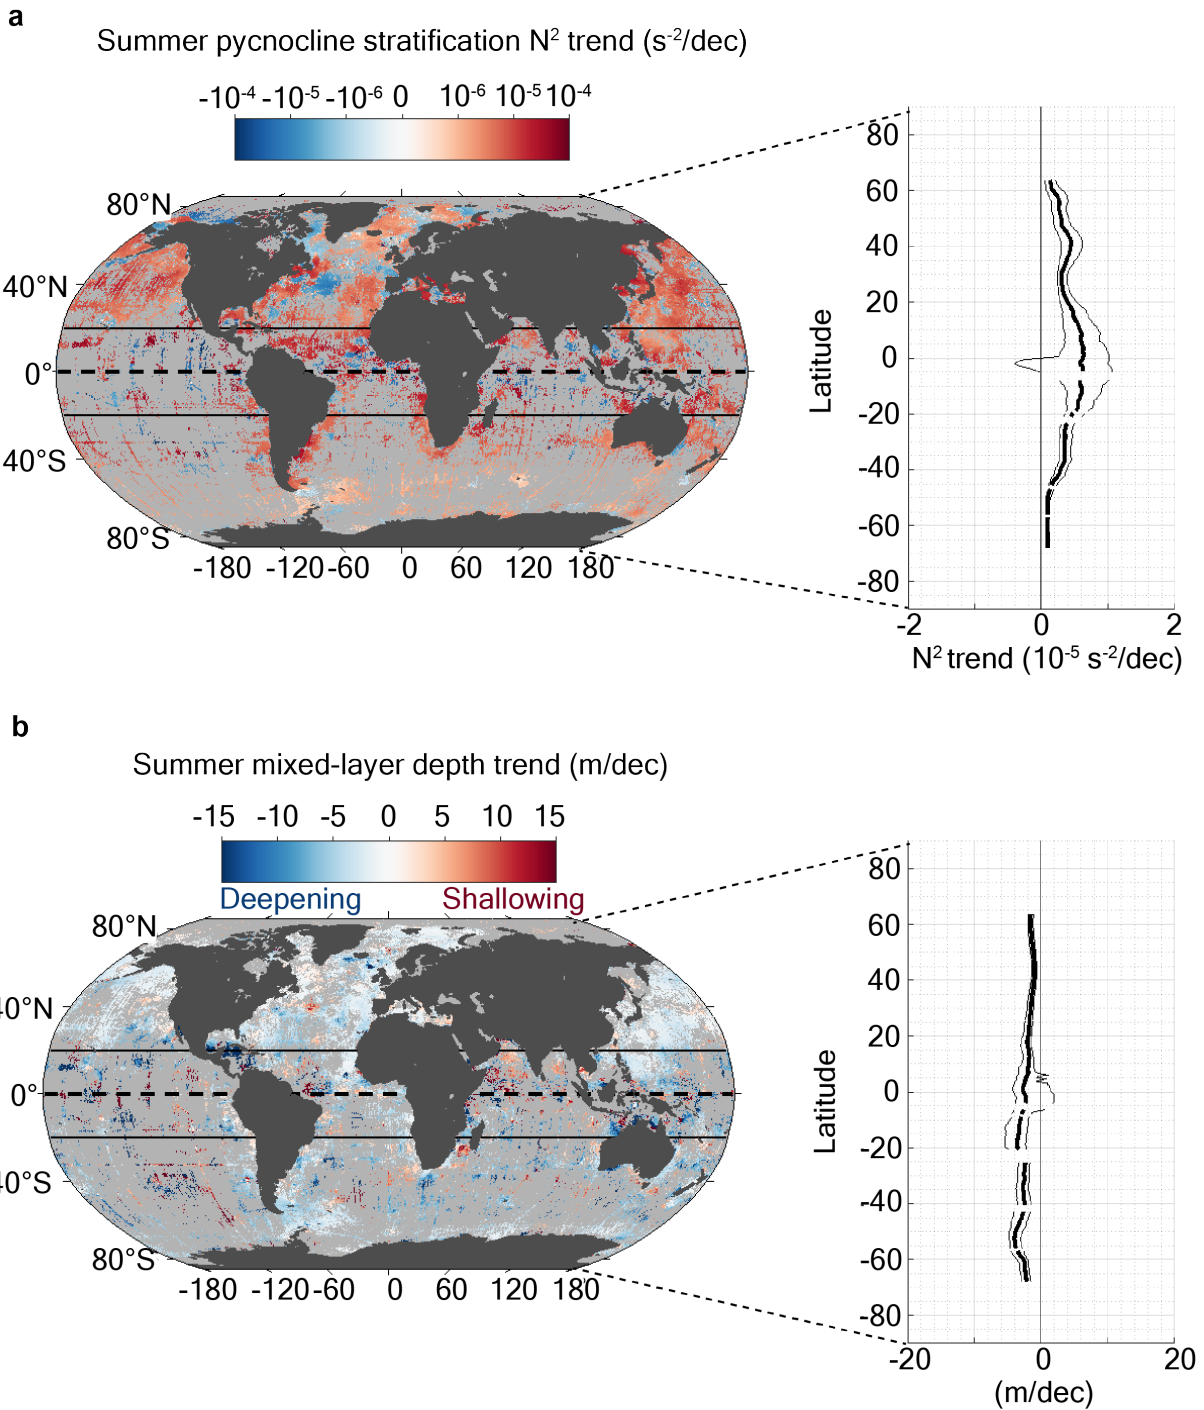 a
Summer pycnocline stratification N² trend (s⁻²/dec)
-10⁻⁴ -10⁻⁵ -10⁻⁶ 0 10⁻⁶ 10⁻⁵ 10⁻⁴
80°N
40°N
0°
40°S
80°S
-180 -120 -60 0 60 120 180
80
60
40
20
0
-20
-40
-60
-80
Latitude
-2 0 2
N² trend (10⁻⁵ s⁻²/dec)
b
Summer mixed-layer depth trend (m/dec)
-15 -10 -5 0 5 10 15
Deepening Shallowing
80°N
40°N
0°
40°S
80°S
-180 -120 -60 0 60 120 180
80
60
40
20
0
-20
-40
-60
-80
Latitude
-20 0 20
(m/dec)